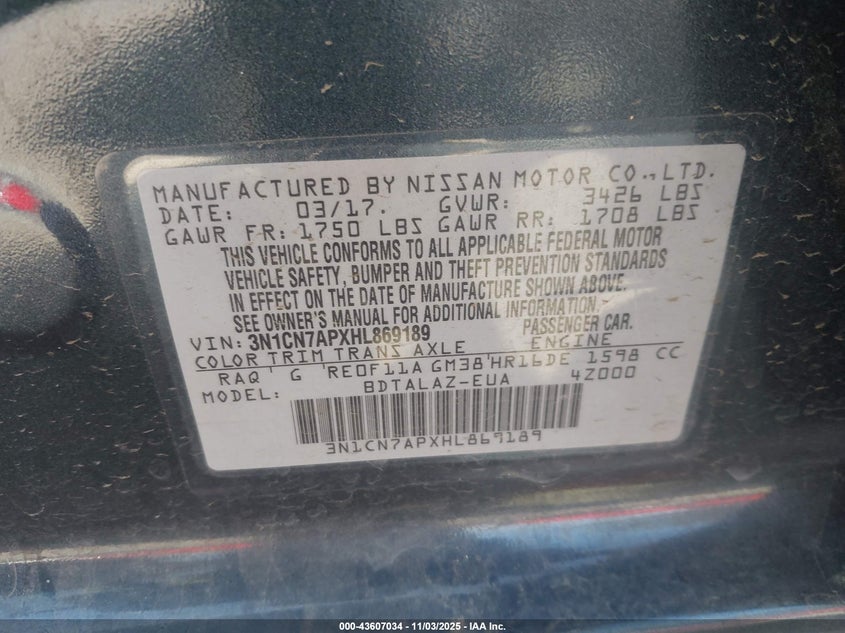 MANUFACTURED BY NISSAN MOTOR CO., LTD.
DATE: 03/17. GVWR: 3426 LBS
GAWR FR: 1750 LBS GAWR RR: 1708 LBS
THIS VEHICLE CONFORMS TO ALL APPLICABLE FEDERAL MOTOR
VEHICLE SAFETY, BUMPER AND THEFT PREVENTION STANDARDS
IN EFFECT ON THE DATE OF MANUFACTURE SHOWN ABOVE.
SEE OWNER'S MANUAL FOR ADDITIONAL INFORMATION.
VIN: 3N1CN7APXHL869189 PASSENGER CAR.
COLOR TRIM TRANS AXLE ENGINE
RAQ' G 'RE0F11A GM38'HR16DE 1598 CC
MODEL: BDTALAZ-EUA 4Z000
3N1CN7APXHL869189
000-43607034 - 11/03/2025 - IAA Inc.